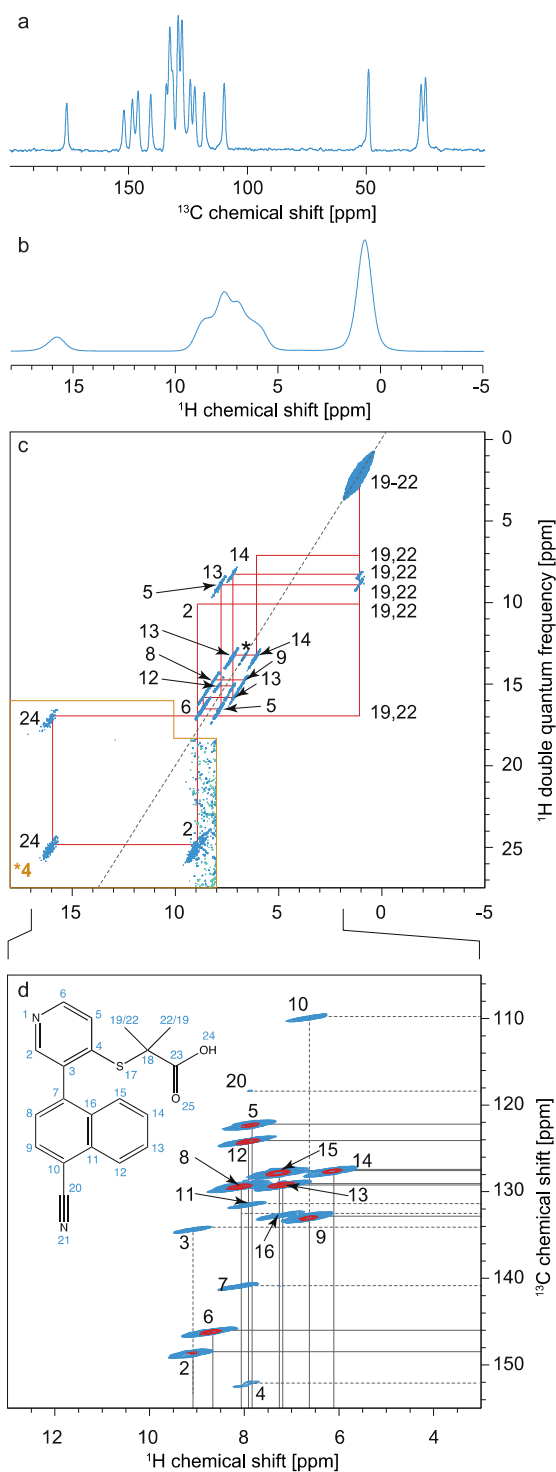 a
150 100 50
13C chemical shift [ppm]
b
15 10 5 0 -5
1H chemical shift [ppm]
c
0
19-22
5
14 19,22
13 19,22
5 19,22
2 19,22
10
13 * 14
8 9
12 13
15
6 5
24 19,22
20
2
24
*4
25
1H double quantum frequency [ppm]
15 10 5 0 -5
d
10
110
6
19/22 22/19
N 1 5
24
OH
2 4 23
S 18
3 17 O
25
7 16 15
8 14
9 13
10 11 12
20
N
21
20
120
5
12
15
8 14
11 13
130
3 16 9
7
140
6
2
150
4
13C chemical shift [ppm]
12 10 8 6 4
1H chemical shift [ppm]